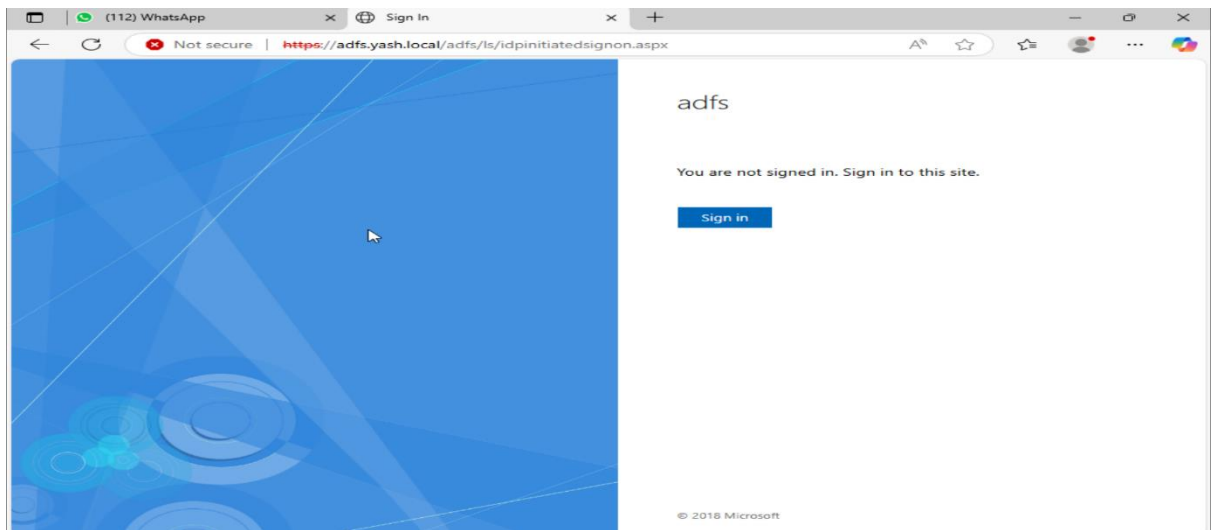 (112) WhatsApp
Sign In
Not secure | https://adfs.yash.local/adfs/ls/idpinitiatedsignon.aspx
adfs
You are not signed in. Sign in to this site.
Sign in
© 2018 Microsoft